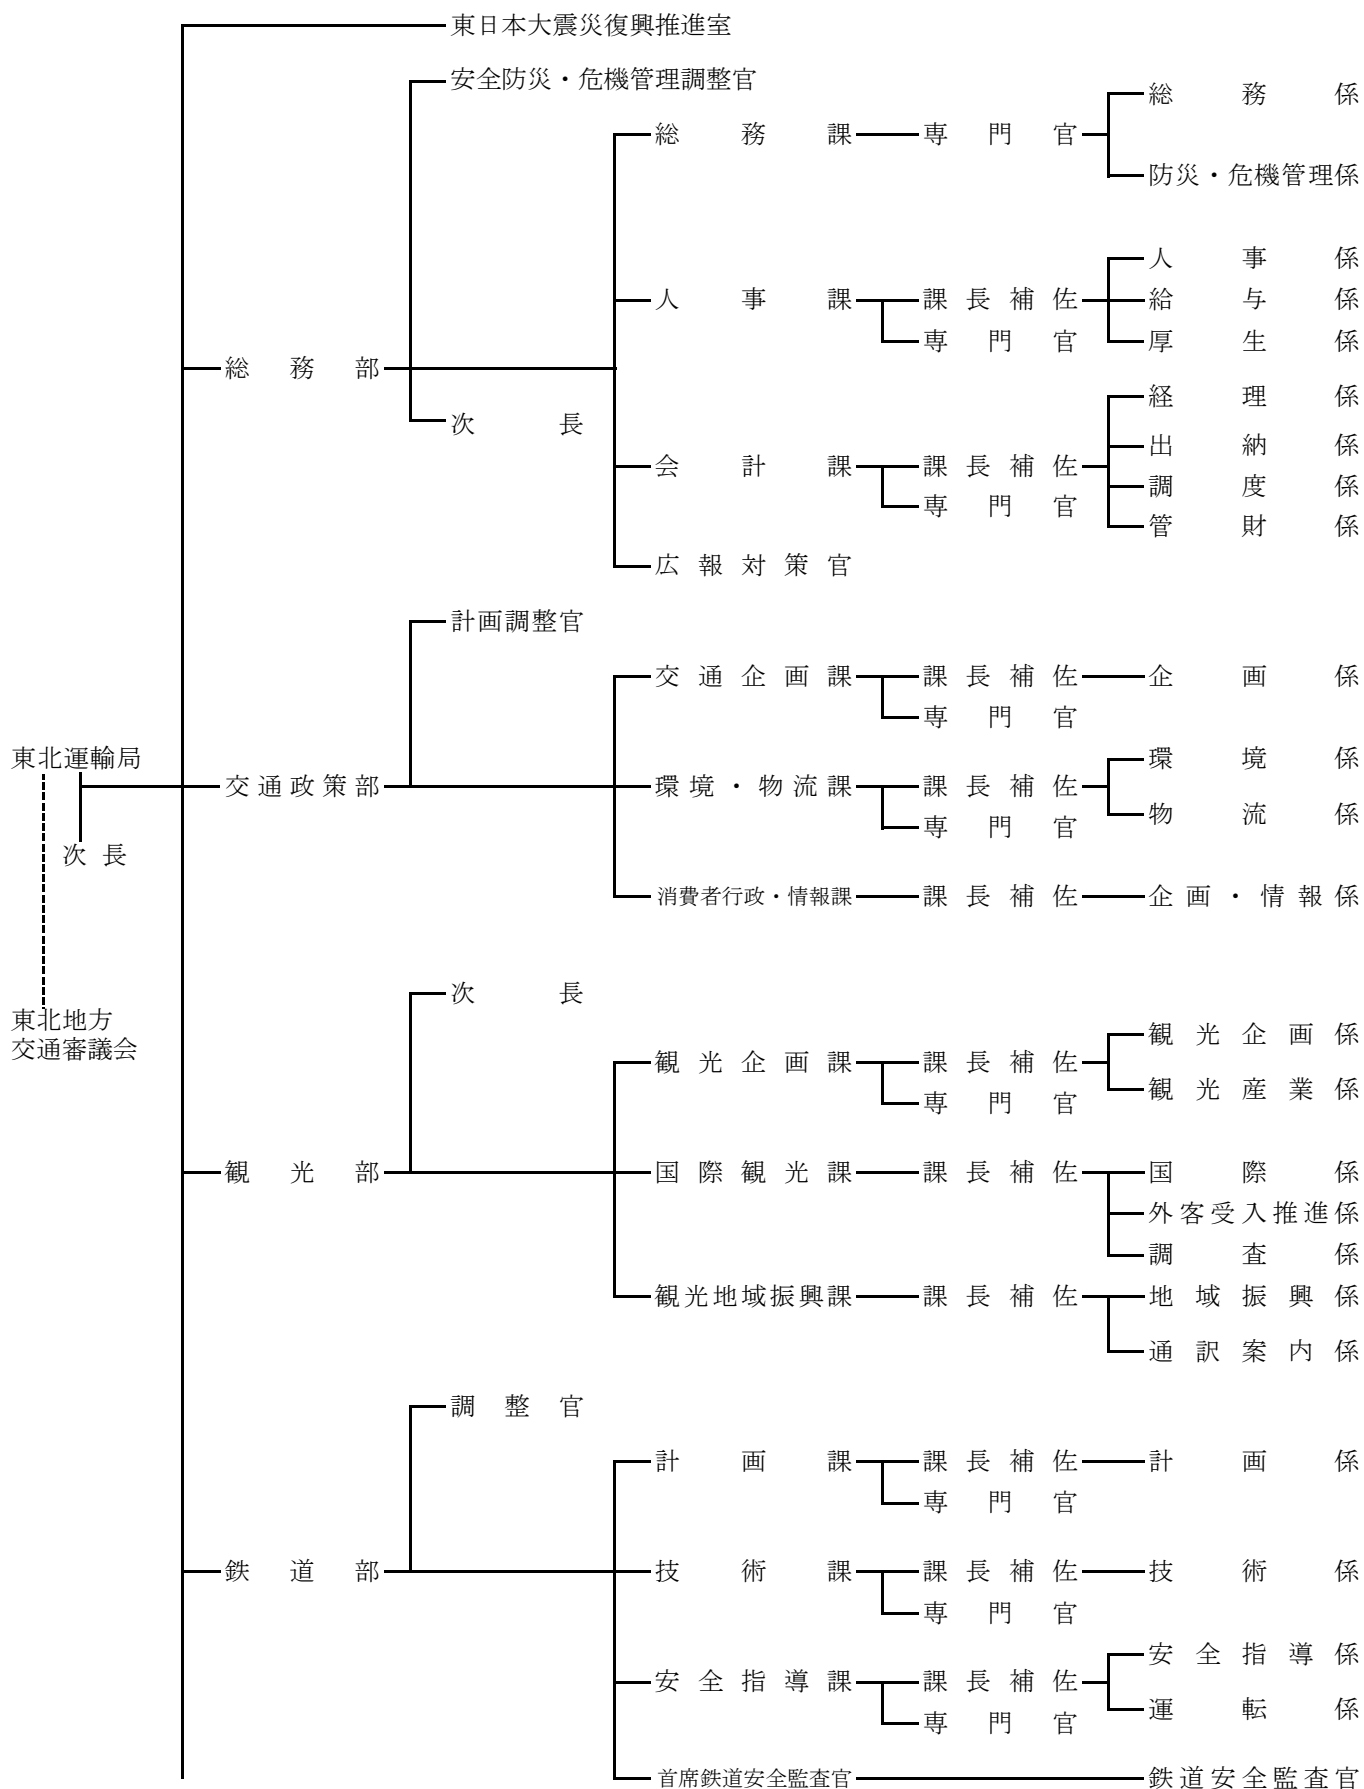 東日本大震災復興推進室
安全防災・危機管理調整官
総務係
総務課 専門官
防災・危機管理係
人事係
人事課 課長補佐 給与係
専門官 厚生係
総務部
経理係
次長
出納係
会計課 課長補佐
調度係
専門官
管財係
広報対策官
計画調整官
交通企画課 課長補佐 企画係
専門官
東北運輸局
環境係
交通政策部 環境・物流課 課長補佐
物流係
専門官
次長
消費者行政・情報課 課長補佐 企画・情報係
次長
東北地方
交通審議会
観光企画係
観光企画課 課長補佐
観光産業係
専門官
観光部 国際観光課 課長補佐 国際係
外客受入推進係
調査係
観光地域振興課 課長補佐 地域振興係
通訳案内係
調整官
計画課 課長補佐 計画係
専門官
鉄道部 技術課 課長補佐 技術係
専門官
安全指導係
安全指導課 課長補佐
運転係
専門官
首席鉄道安全監査官 鉄道安全監査官